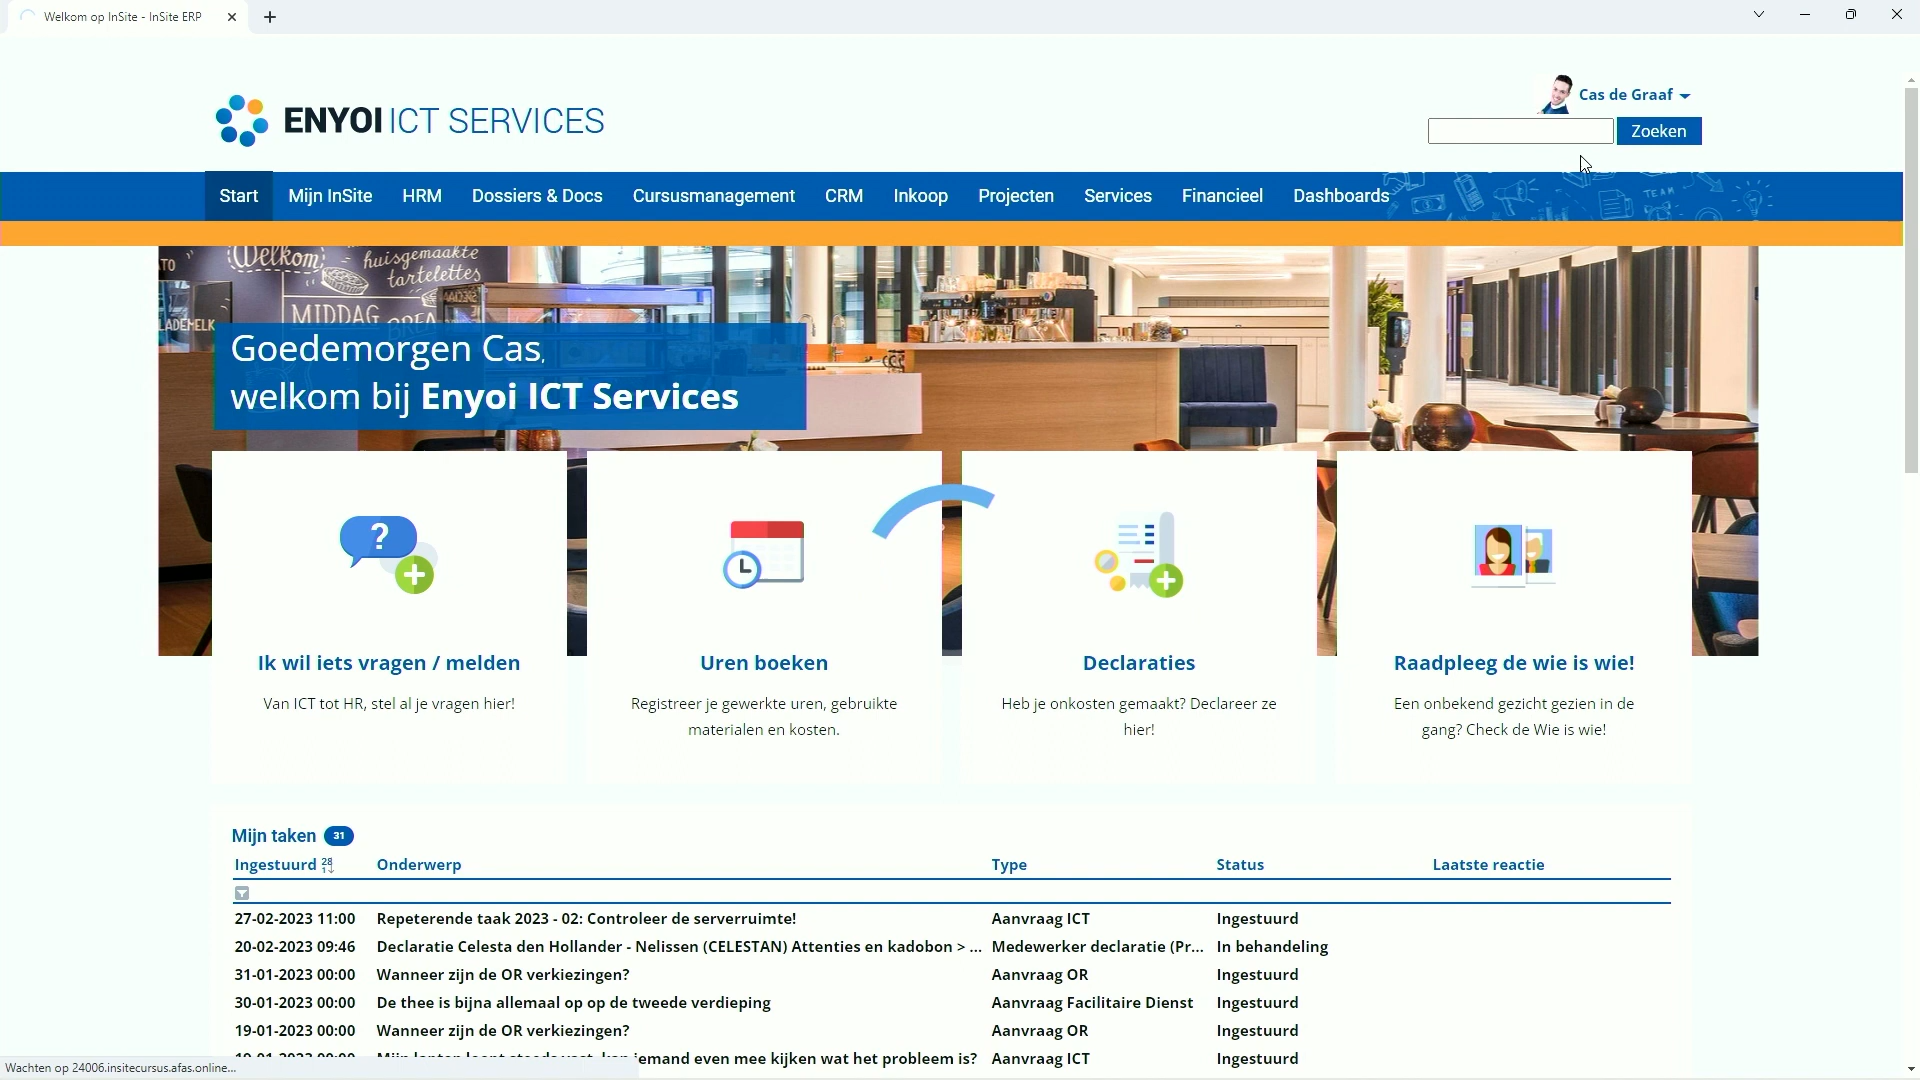 Welkom op InSite - InSite ERP
ENYOI ICT SERVICES
Cas de Graaf
Zoeken
Start Mijn InSite HRM Dossiers & Docs Cursusmanagement CRM Inkoop Projecten Services Financieel Dashboards
TEAM
Welkom
huisgemaakte
tartelettes
MIDDAG
Goedemorgen Cas,
welkom bij Enyoi ICT Services
Ik wil iets vragen / melden
Van ICT tot HR, stel al je vragen hier!
Uren boeken
Registreer je gewerkte uren, gebruikte
materialen en kosten.
Declaraties
Heb je onkosten gemaakt? Declareer ze
hier!
Raadpleeg de wie is wie!
Een onbekend gezicht gezien in de
gang? Check de Wie is wie!
Mijn taken 31
Ingestuurd Onderwerp Type Status Laatste reactie
27-02-2023 11:00 Repeterende taak 2023 - 02: Controleer de serverruimte! Aanvraag ICT Ingestuurd
20-02-2023 09:46 Declaratie Celesta den Hollander - Nelissen (CELESTAN) Attenties en kadobon > ... Medewerker declaratie (Pr... In behandeling
31-01-2023 00:00 Wanneer zijn de OR verkiezingen? Aanvraag OR Ingestuurd
30-01-2023 00:00 De thee is bijna allemaal op op de tweede verdieping Aanvraag Facilitaire Dienst Ingestuurd
19-01-2023 00:00 Wanneer zijn de OR verkiezingen? Aanvraag OR Ingestuurd
iemand even mee kijken wat het probleem is? Aanvraag ICT Ingestuurd
Wachten op 24006.insitecursus.afas.online...